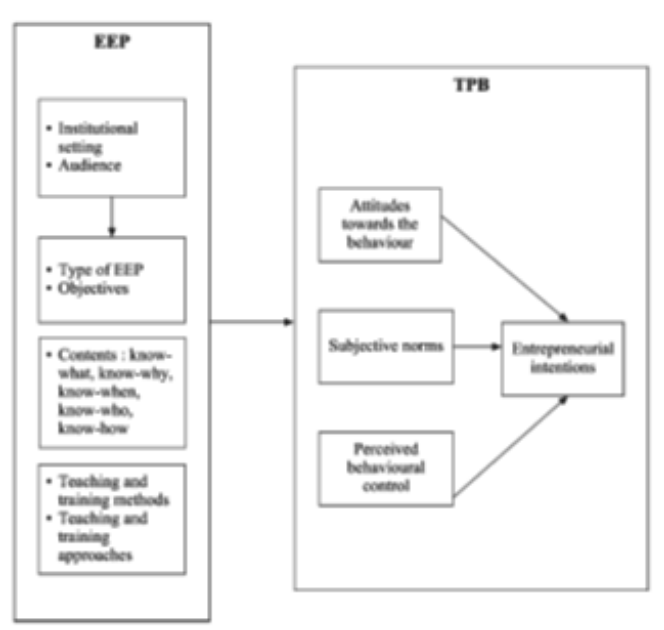 EEP
• Institutional
setting
• Audience
• Type of EEP
• Objectives
• Contents : know-
what, know-why,
know-when,
know-who,
know-how
• Teaching and
training methods
• Teaching and
training
approaches
TPB
Attitudes
towards the
behaviour
Subjective norms
Perceived
behavioural
control
Entrepreneurial
intentions